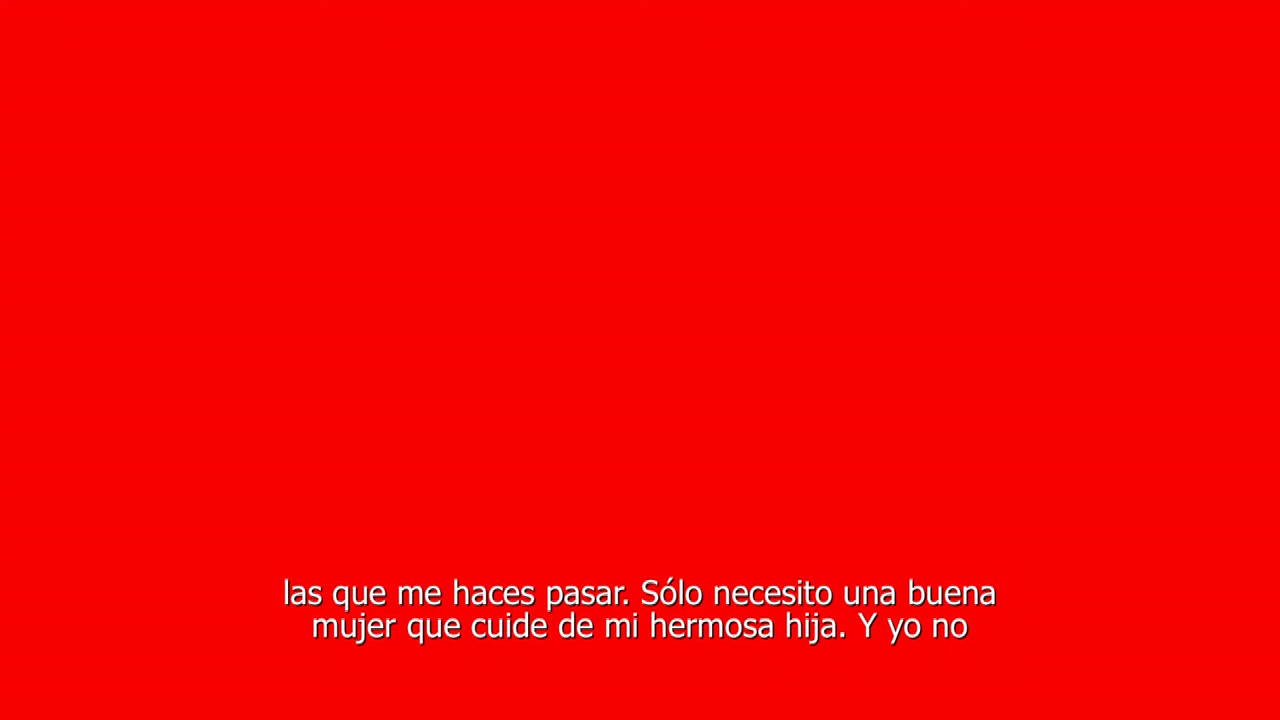 las que me haces pasar. Sólo necesito una buena
mujer que cuide de mi hermosa hija. Y yo no